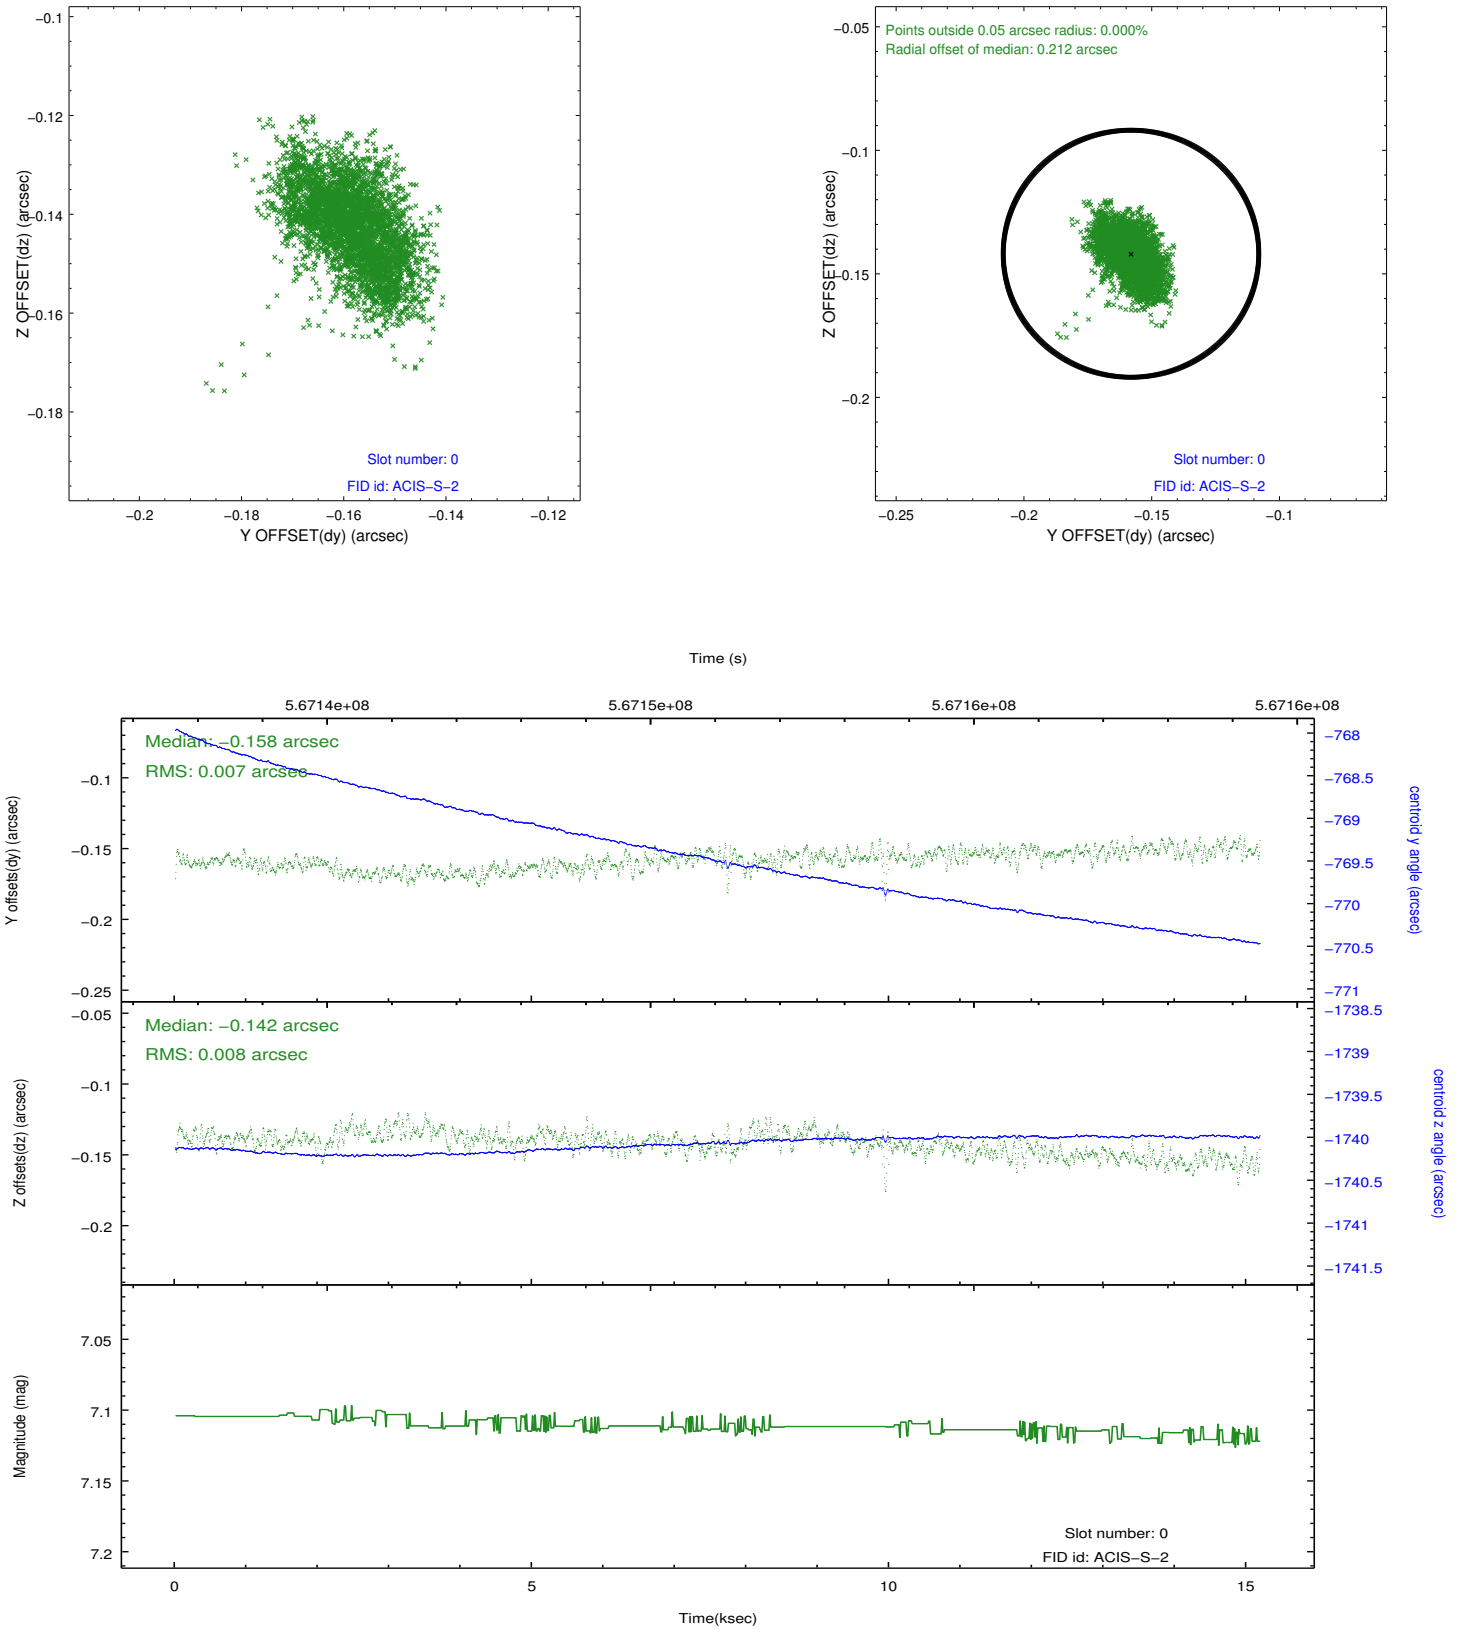 −0.1
−0.12
−0.14
−0.16
−0.18
Z OFFSET(dz) (arcsec)
Slot number: 0
FID id: ACIS−S−2
−0.2 −0.18 −0.16 −0.14 −0.12
Y OFFSET(dy) (arcsec)
Points outside 0.05 arcsec radius: 0.000%
Radial offset of median: 0.212 arcsec
−0.05
−0.1
−0.15
−0.2
Z OFFSET(dz) (arcsec)
Slot number: 0
FID id: ACIS−S−2
−0.25 −0.2 −0.15 −0.1
Y OFFSET(dy) (arcsec)
Time (s)
5.6714e+08 5.6715e+08 5.6716e+08 5.6716e+08
Median: −0.158 arcsec
RMS: 0.007 arcsec
−0.1
−0.15
−0.2
−0.25
Y offsets(dy) (arcsec)
−768
−768.5
−769
−769.5
−770
−770.5
−771
centroid y angle (arcsec)
Median: −0.142 arcsec
RMS: 0.008 arcsec
−0.05
−0.1
−0.15
−0.2
Z offsets(dz) (arcsec)
−1738.5
−1739
−1739.5
−1740
−1740.5
−1741
−1741.5
centroid z angle (arcsec)
7.05
7.1
7.15
7.2
Magnitude (mag)
Slot number: 0
FID id: ACIS−S−2
0 5 10 15
Time(ksec)